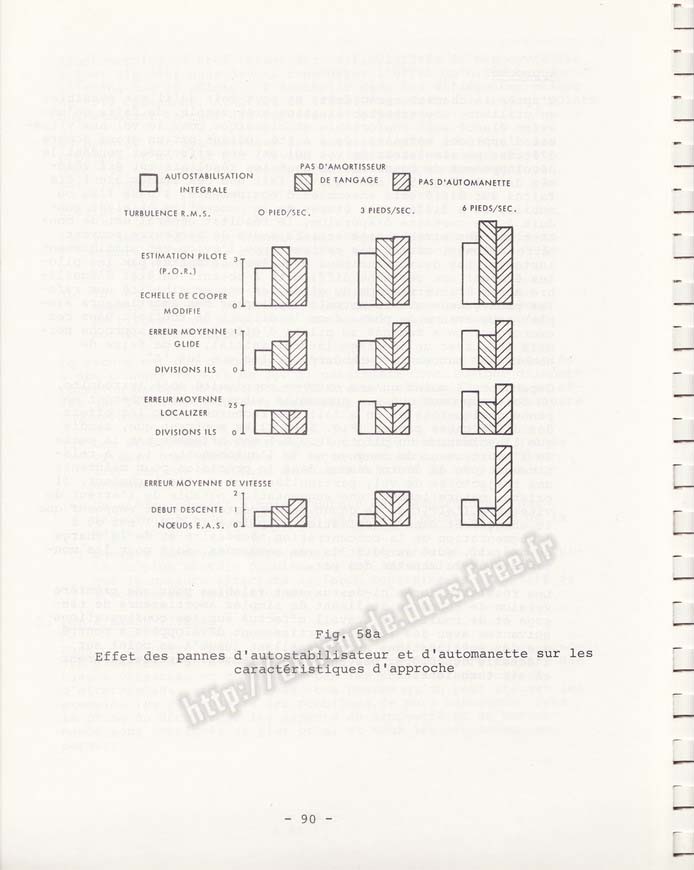 PAS D'AMORTISSEUR
AUTOSTABILISATION
INTEGRALE
DE TANGAGE
PAS D'AUTOMANETTE
TURBULENCE R.M.S.
O PIED/SEC.
3 PIEDS/SEC.
6 PIEDS/SEC.
ESTIMATION PILOTE
3
(P.O.R.)
ECHELLE DE COOPER
0
MODIFIE
ERREUR MOYENNE
1
GLIDE
DIVISIONS ILS
0
ERREUR MOYENNE
25
LOCALIZER
DIVISIONS ILS
0
ERREUR MOYENNE DE VITESSE
2
DEBUT DESCENTE
1
NŒUDS E.A.S.
0
Fig. 58a
Effet des pannes d'autostabilisateur et d'automanette sur les
caractéristiques d'approche
http://concorde.docs.free.fr
- 90 -